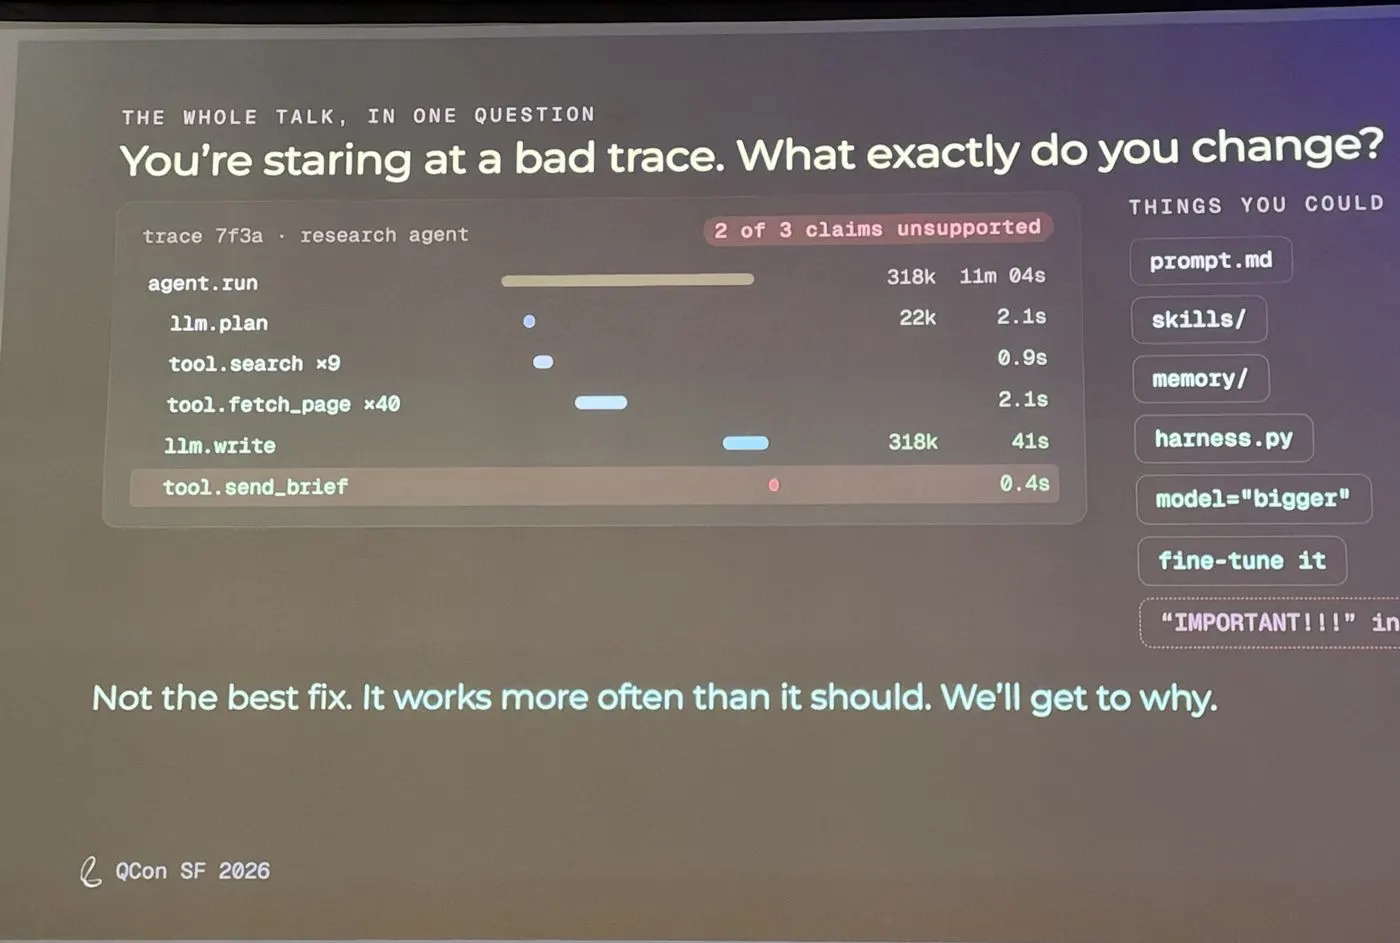 THE WHOLE TALK, IN ONE QUESTION
You're staring at a bad trace. What exactly do you change?
trace 7f3a · research agent 2 of 3 claims unsupported
agent.run 318k 11m 04s
llm.plan 22k 2.1s
tool.search ×9 0.9s
tool.fetch_page ×40 2.1s
llm.write 318k 41s
tool.send_brief 0.4s
THINGS YOU COULD
prompt.md
skills/
memory/
harness.py
model="bigger"
fine-tune it
“IMPORTANT!!!” in
Not the best fix. It works more often than it should. We'll get to why.
QCon SF 2026